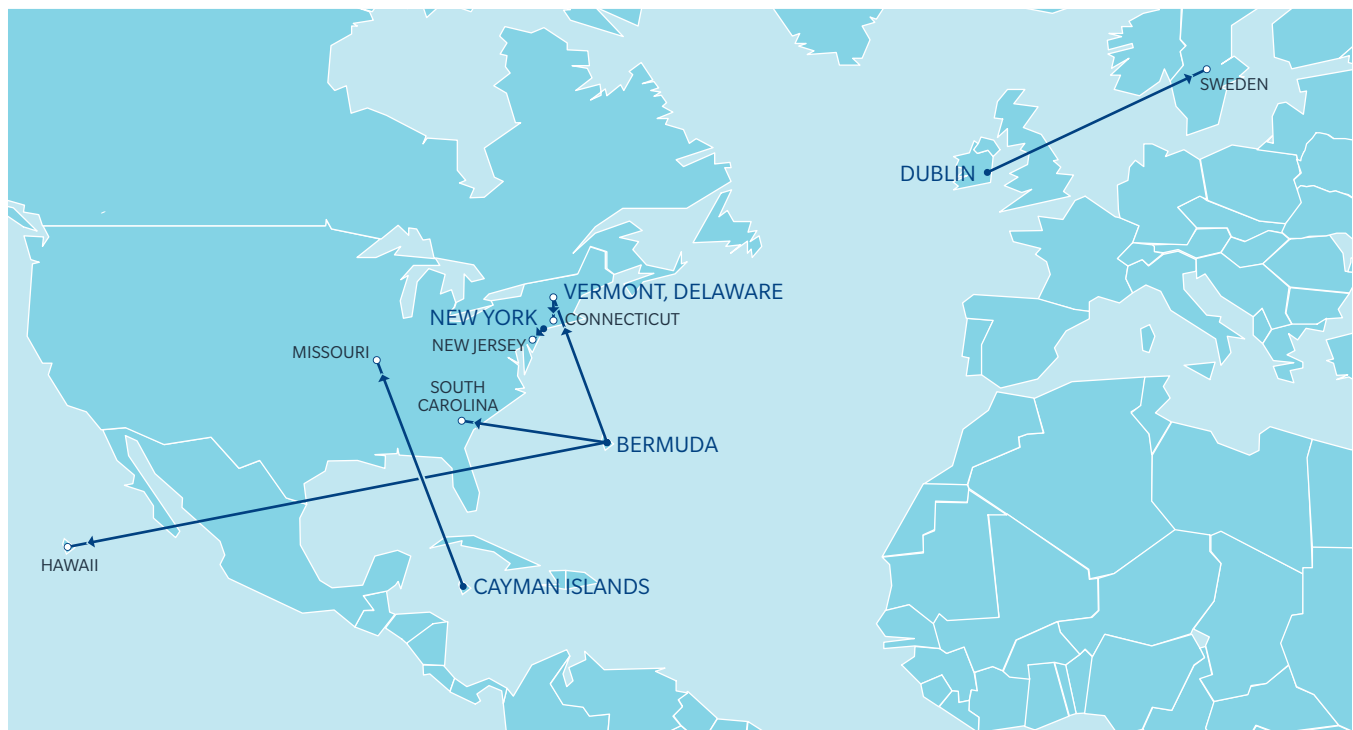 SWEDEN
DUBLIN
VERMONT, DELAWARE
NEW YORK
CONNECTICUT
NEW JERSEY
MISSOURI
SOUTH
CAROLINA
BERMUDA
HAWAII
CAYMAN ISLANDS